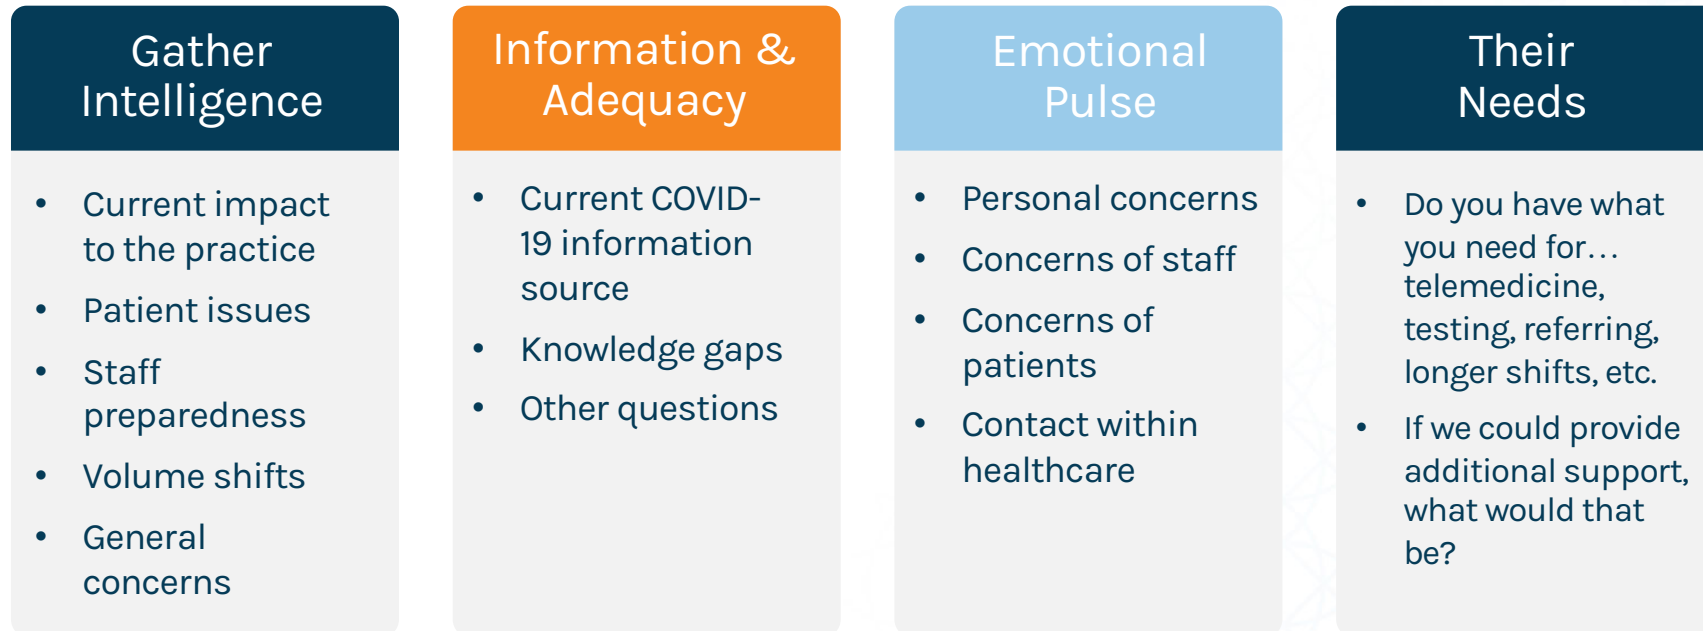 Gather
Intelligence
• Current impact
to the practice
• Patient issues
• Staff
preparedness
• Volume shifts
• General
concerns
Information &
Adequacy
• Current COVID-
19 information
source
• Knowledge gaps
• Other questions
Emotional
Pulse
• Personal concerns
• Concerns of staff
• Concerns of
patients
• Contact within
healthcare
Their
Needs
• Do you have what
you need for…
telemedicine,
testing, referring,
longer shifts, etc.
• If we could provide
additional support,
what would that
be?